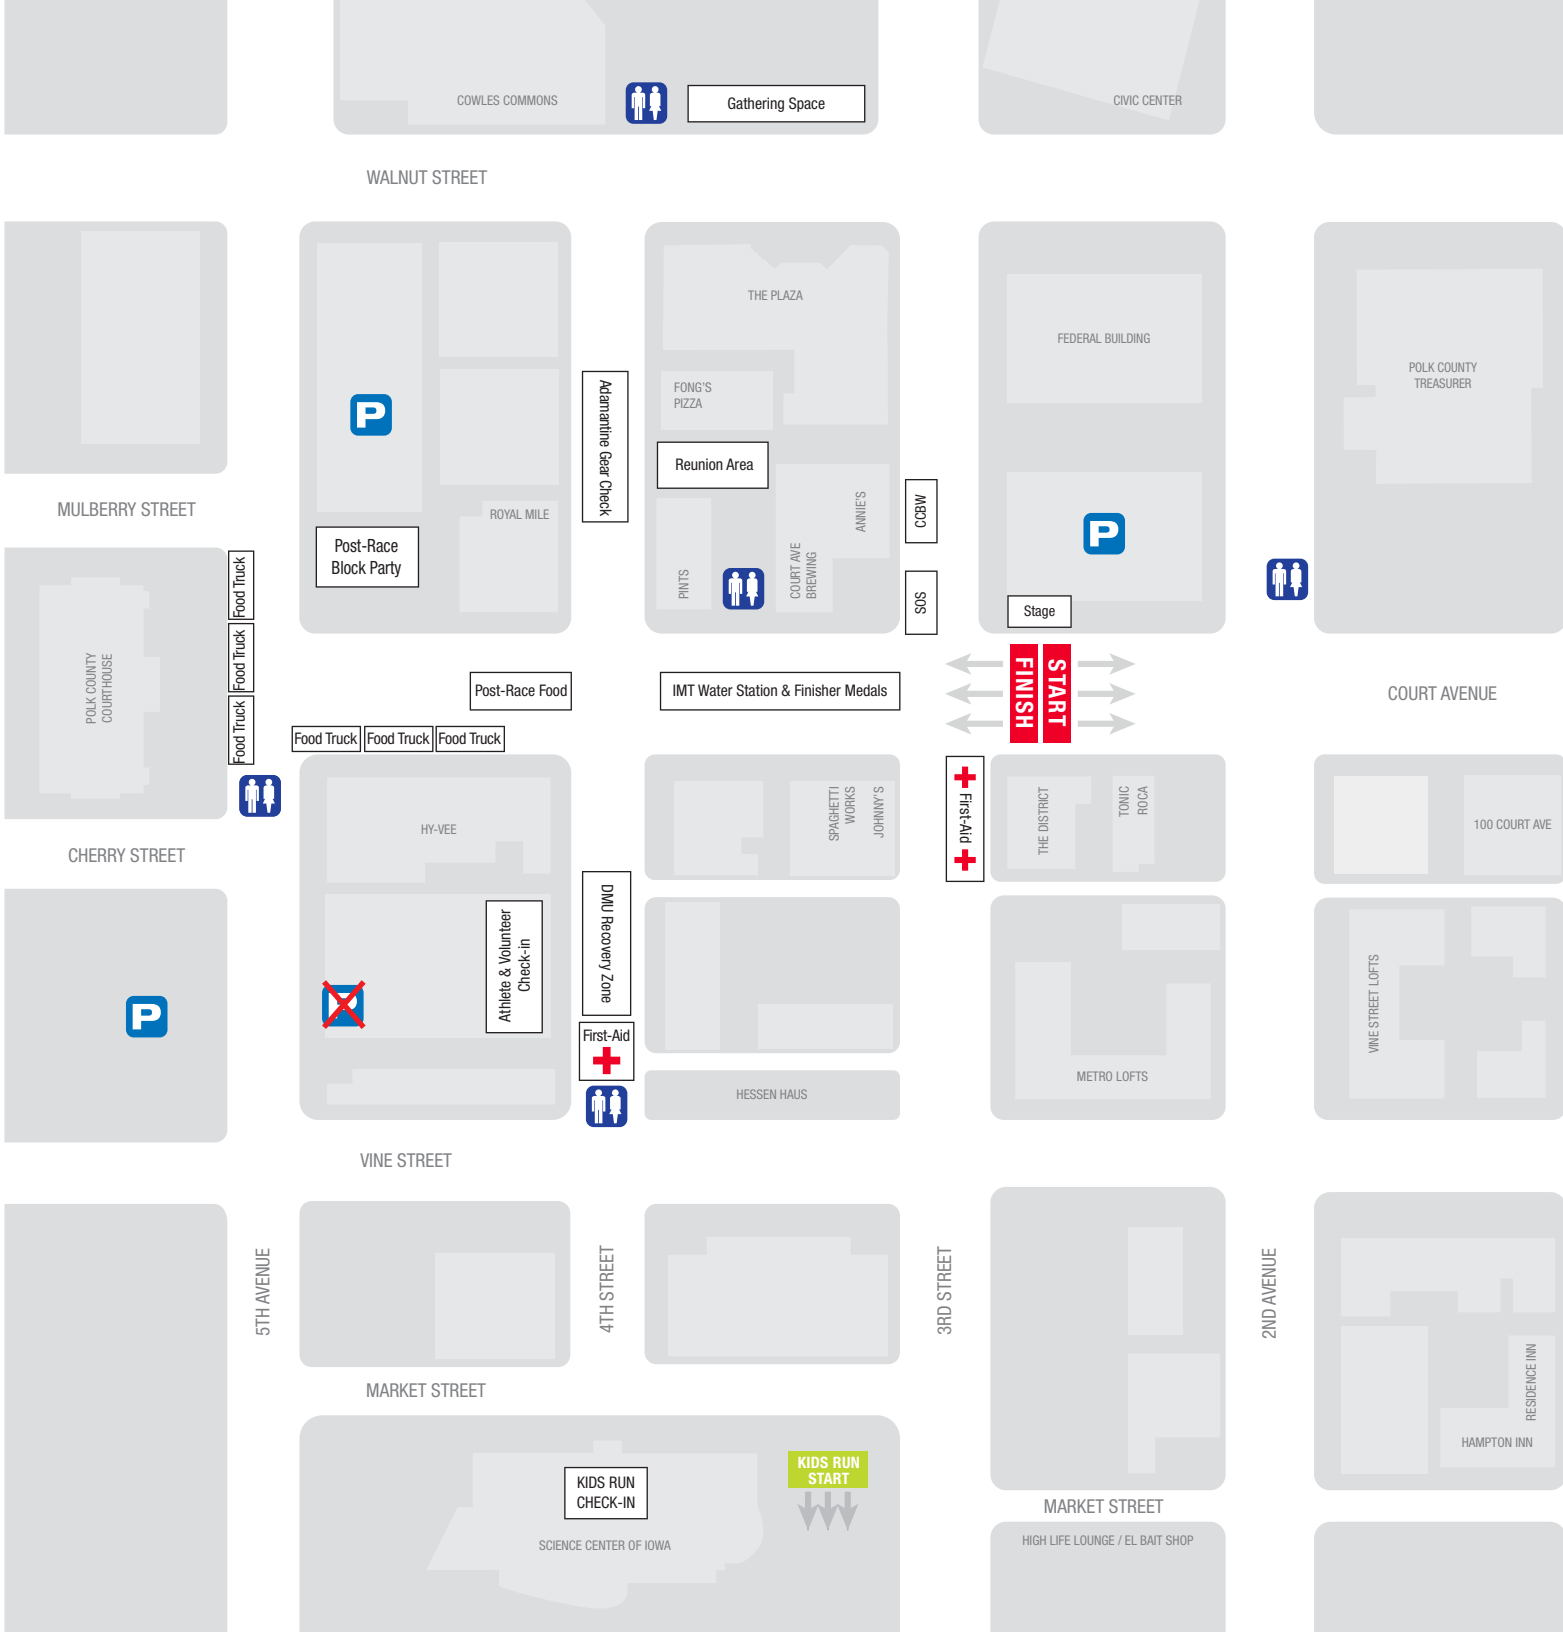 COWLES COMMONS
Gathering Space
CIVIC CENTER
WALNUT STREET
THE PLAZA
FEDERAL BUILDING
POLK COUNTY
TREASURER
FONG'S
PIZZA
P
Adamantine Gear Check
Reunion Area
MULBERRY STREET
ROYAL MILE
ANNIE'S
CCBW
P
Post-Race
Block Party
PINTS
COURT AVE
BREWING
SOS
Stage
Food Truck
Food Truck
Food Truck
POLK COUNTY
COURTHOUSE
Post-Race Food
IMT Water Station & Finisher Medals
FINISH
START
COURT AVENUE
Food Truck
Food Truck
Food Truck
HY-VEE
SPAGHETTI
WORKS
JOHNNY'S
First-Aid
THE DISTRICT
TONIC
ROCA
100 COURT AVE
CHERRY STREET
Athlete & Volunteer
Check-in
DMU Recovery Zone
P
P
First-Aid
VINE STREET LOFTS
METRO LOFTS
HESSEN HAUS
VINE STREET
5TH AVENUE
4TH STREET
3RD STREET
2ND AVENUE
MARKET STREET
RESIDENCE INN
HAMPTON INN
KIDS RUN
START
KIDS RUN
CHECK-IN
MARKET STREET
SCIENCE CENTER OF IOWA
HIGH LIFE LOUNGE / EL BAIT SHOP